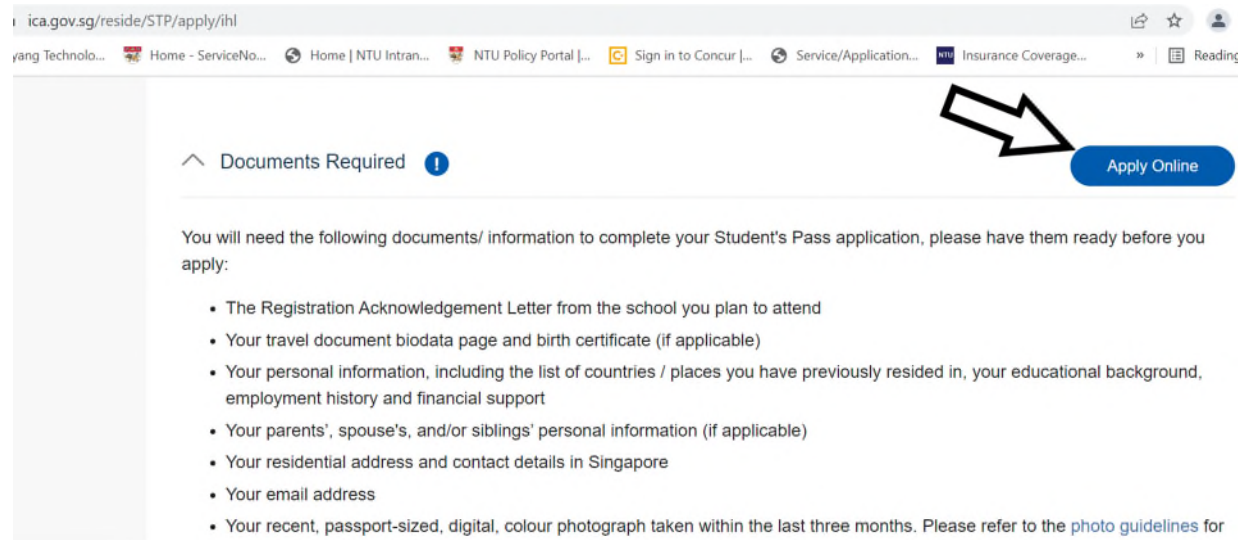 ica.gov.sg/reside/STP/apply/ihl
yang Technolo... Home - ServiceNo... Home | NTU Intran... NTU Policy Portal |... Sign in to Concur |... Service/Application... NTU Insurance Coverage... » Reading
Documents Required !
Apply Online
You will need the following documents/ information to complete your Student's Pass application, please have them ready before you
apply:
• The Registration Acknowledgement Letter from the school you plan to attend
• Your travel document biodata page and birth certificate (if applicable)
• Your personal information, including the list of countries / places you have previously resided in, your educational background,
employment history and financial support
• Your parents’, spouse's, and/or siblings’ personal information (if applicable)
• Your residential address and contact details in Singapore
• Your email address
• Your recent, passport-sized, digital, colour photograph taken within the last three months. Please refer to the photo guidelines for